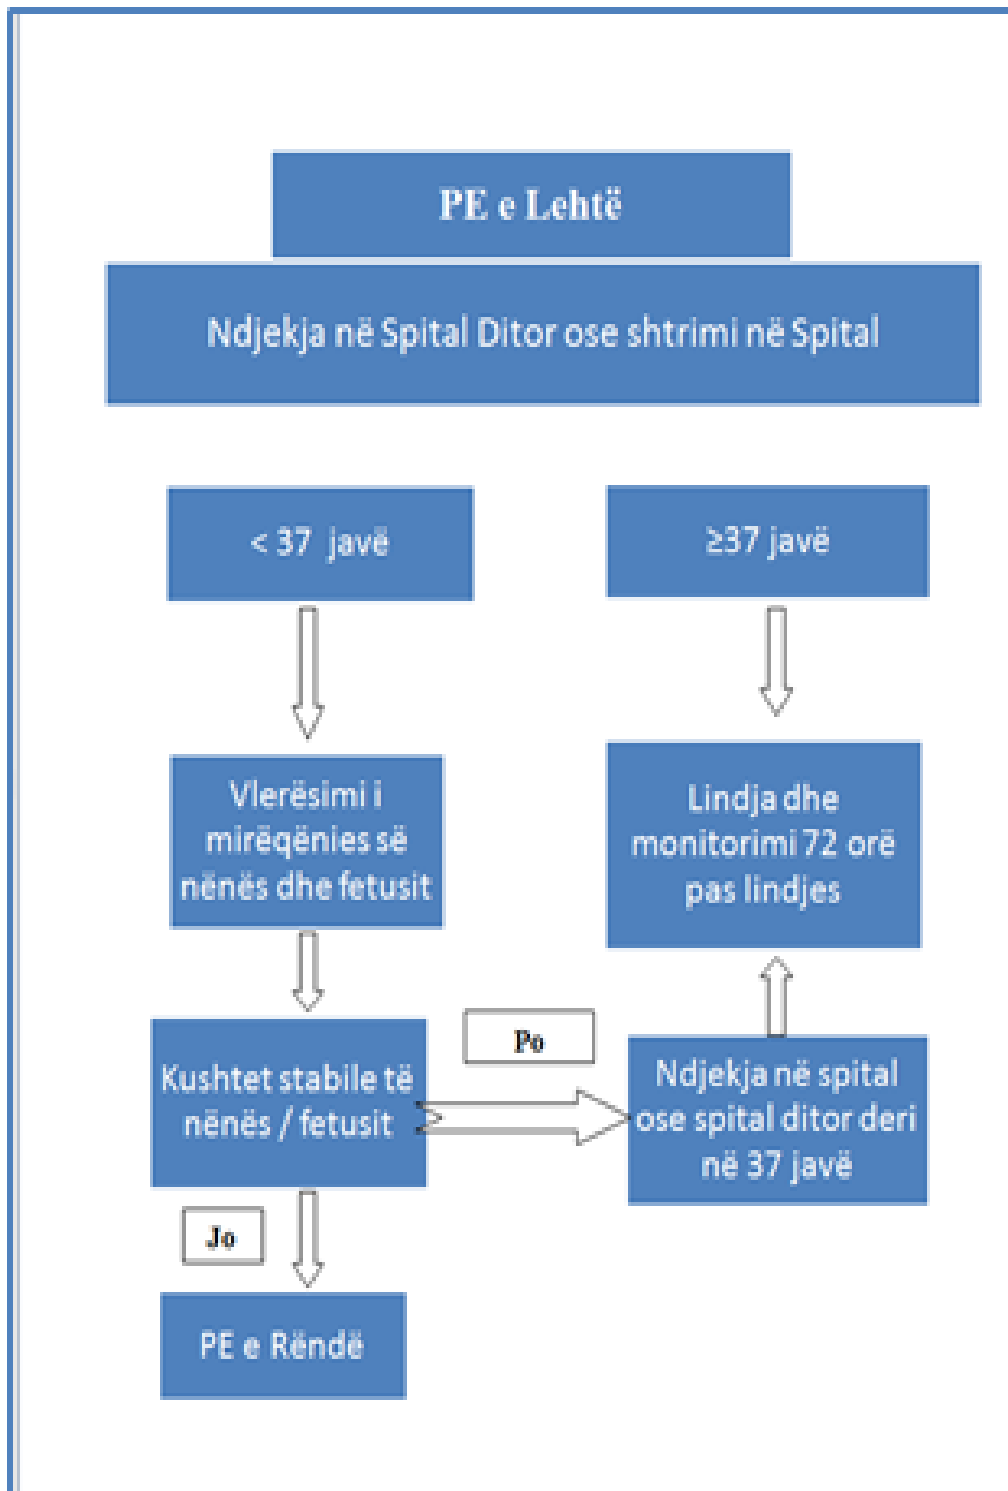 PE e Lehtë
Ndjekja në Spital Ditor ose shtrimi në Spital
< 37 javë
≥37 javë
Vlerësimi i
mirëqënies së
nënës dhe fetusit
Lindja dhe
monitorimi 72 orë
pas lindjes
Kushtet stabile të
nënës / fetusit
Po
Ndjekja në spital
ose spital ditor deri
në 37 javë
Jo
PE e Rëndë